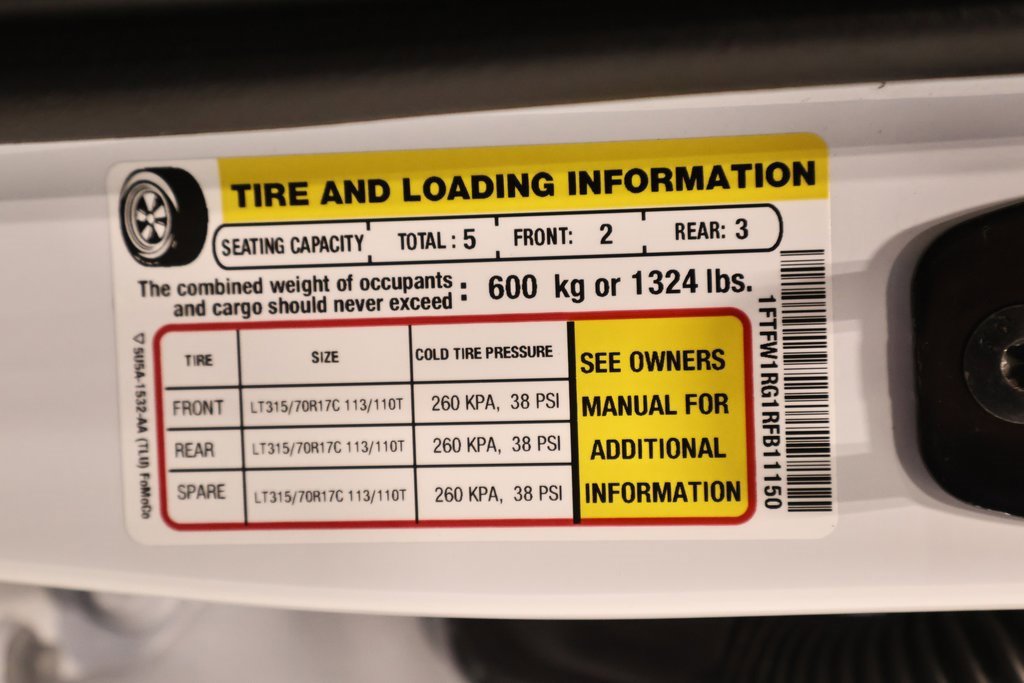 TIRE AND LOADING INFORMATION
SEATING CAPACITY TOTAL : 5 FRONT: 2 REAR: 3
The combined weight of occupants
and cargo should never exceed : 600 kg or 1324 lbs.
TIRE SIZE COLD TIRE PRESSURE
FRONT LT315/70R17C 113/110T 260 KPA, 38 PSI
REAR LT315/70R17C 113/110T 260 KPA, 38 PSI
SPARE LT315/70R17C 113/110T 260 KPA, 38 PSI
SEE OWNERS
MANUAL FOR
ADDITIONAL
INFORMATION
1FTFW1RG1RFB11150
5U5A-1532-AA (TLU) FoMoCo